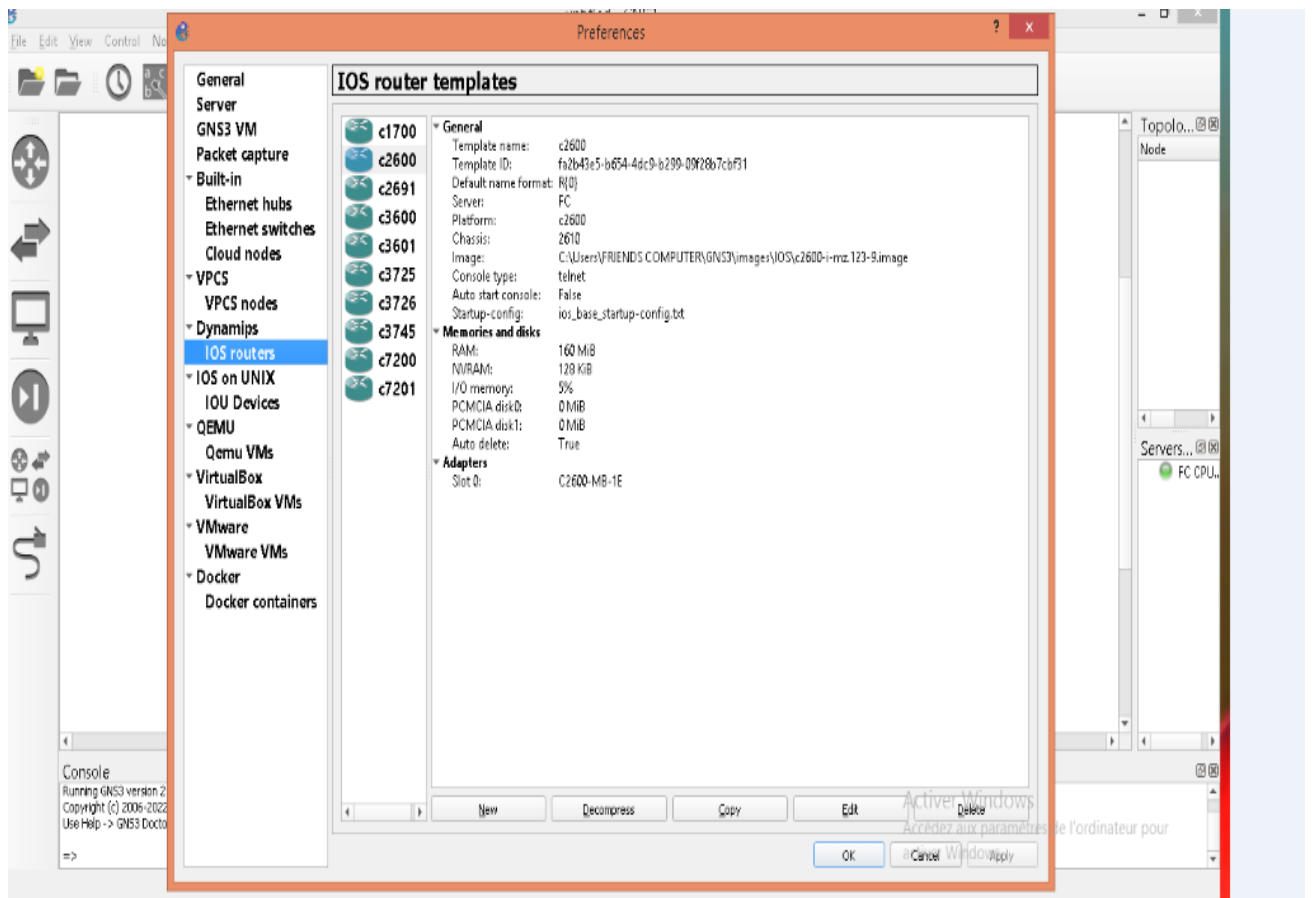 Preferences
?
x
File Edit View Control No
General
Server
GNS3 VM
Packet capture
Built-in
Ethernet hubs
Ethernet switches
Cloud nodes
VPCS
VPCS nodes
Dynamips
IOS routers
IOS on UNIX
IOU Devices
QEMU
Qemu VMs
VirtualBox
VirtualBox VMs
VMware
VMware VMs
Docker
Docker containers
IOS router templates
c1700
c2600
c2691
c3600
c3601
c3725
c3726
c3745
c7200
c7201
General
Template name: c2600
Template ID: fa2b43e5-b654-4dc9-b299-09f28b7cbf31
Default name format: R{0}
Server: FC
Platform: c2600
Chassis: 2610
Image: C:\Users\FRIENDS COMPUTER\GNS3\images\IOS\c2600-i-mz.123-9.image
Console type: telnet
Auto start console: False
Startup-config: ios_base_startup-config.txt
Memories and disks
RAM: 160 MiB
NVRAM: 128 KiB
I/O memory: 5%
PCMCIA disk0: 0 MiB
PCMCIA disk1: 0 MiB
Auto delete: True
Adapters
Slot 0: C2600-MB-1E
New
Decompress
Copy
Edit
Delete
OK
Cancel
Apply
Topolo...
Node
Servers...
FC CPU..
Console
Running GNS3 version 2
Copyright (c) 2006-2022
Use Help -> GNS3 Docto
=>
Activer Windows
Accédez aux paramètres de l'ordinateur pour
activer Windows.